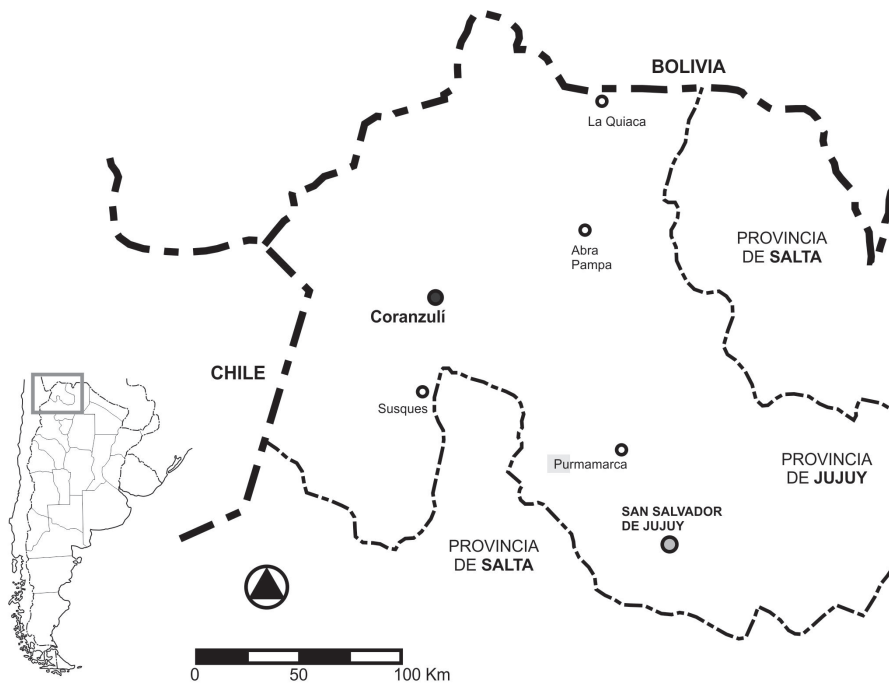 BOLIVIA
La Quiaca
PROVINCIA
DE SALTA
Abra
Pampa
Coranzulí
CHILE
Susques
Purmamarca
PROVINCIA
DE JUJUY
SAN SALVADOR
DE JUJUY
PROVINCIA
DE SALTA
0 50 100 Km